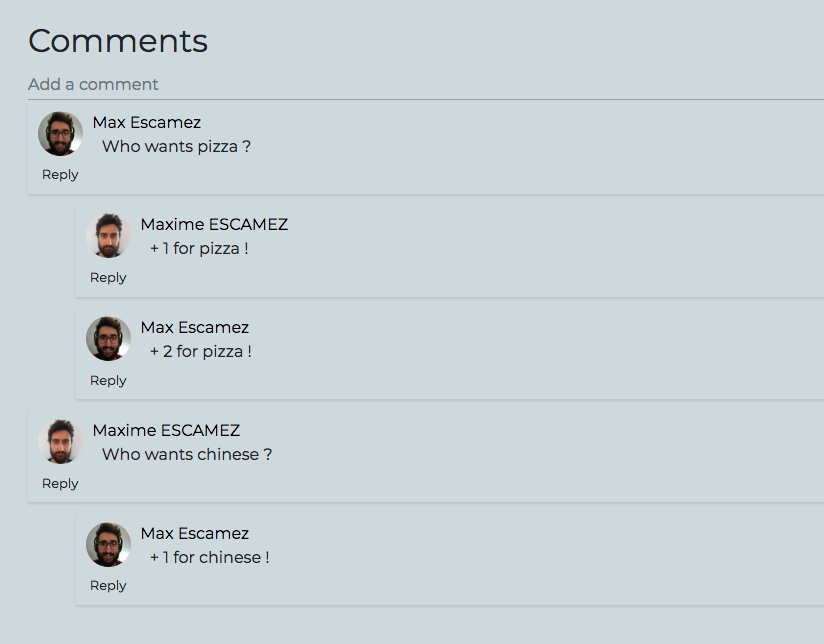 Comments
Add a comment
Max Escamez
Who wants pizza ?
Reply
Maxime ESCAMEZ
+ 1 for pizza !
Reply
Max Escamez
+ 2 for pizza !
Reply
Maxime ESCAMEZ
Who wants chinese ?
Reply
Max Escamez
+ 1 for chinese !
Reply